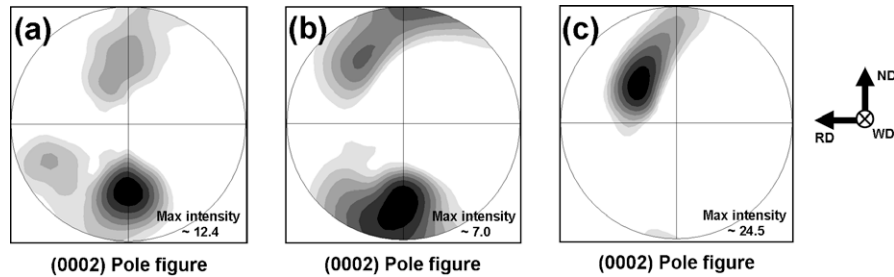 (a)
Max intensity
~ 12.4
(0002) Pole figure
(b)
Max intensity
~ 7.0
(0002) Pole figure
(c)
Max intensity
~ 24.5
(0002) Pole figure
ND
RD
WD